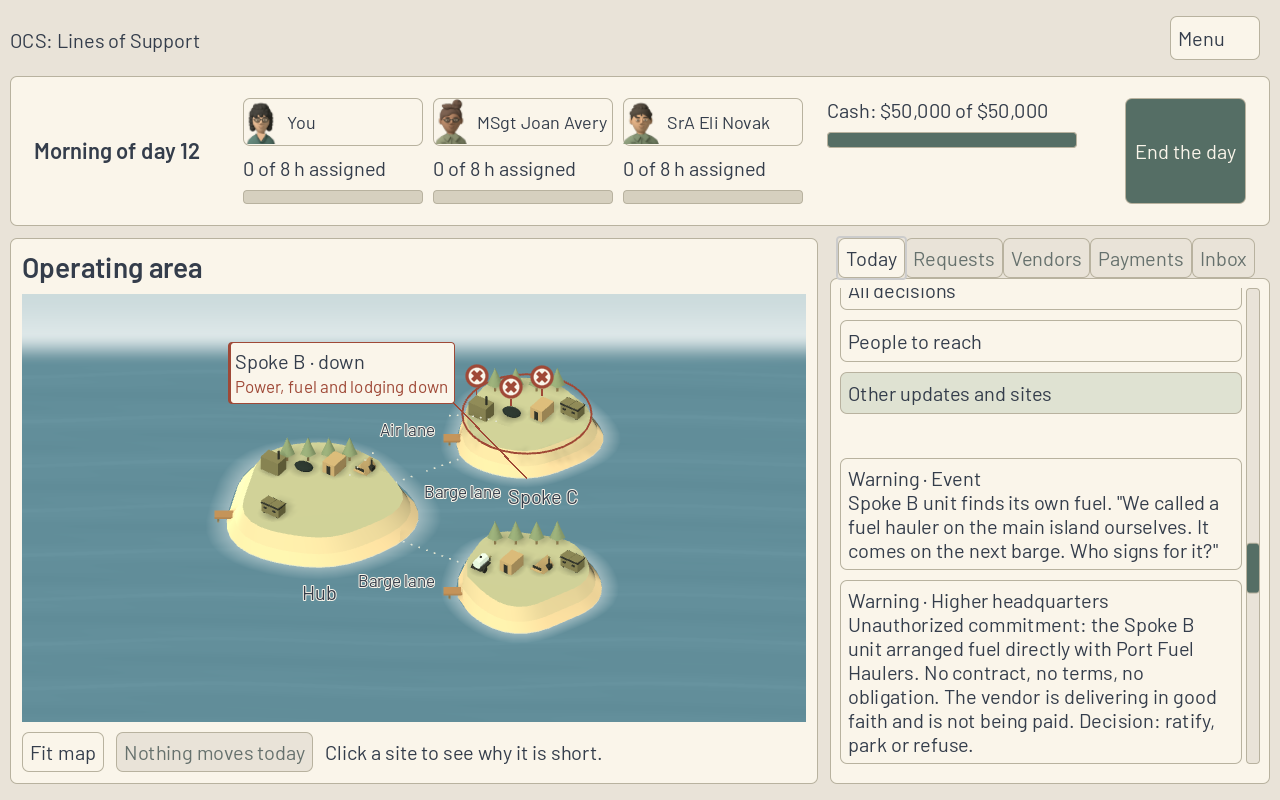 OCS: Lines of Support
Menu
Morning of day 12
You
MSgt Joan Avery
SrA Eli Novak
0 of 8 h assigned
0 of 8 h assigned
0 of 8 h assigned
Cash: $50,000 of $50,000
End the day
Operating area
Spoke B · down
Power, fuel and lodging down
Air lane
Barge lane
Spoke C
Barge lane
Hub
Fit map
Nothing moves today
Click a site to see why it is short.
Today
Requests
Vendors
Payments
Inbox
All decisions
People to reach
Other updates and sites
Warning · Event
Spoke B unit finds its own fuel. "We called a
fuel hauler on the main island ourselves. It
comes on the next barge. Who signs for it?"
Warning · Higher headquarters
Unauthorized commitment: the Spoke B
unit arranged fuel directly with Port Fuel
Haulers. No contract, no terms, no
obligation. The vendor is delivering in good
faith and is not being paid. Decision: ratify,
park or refuse.